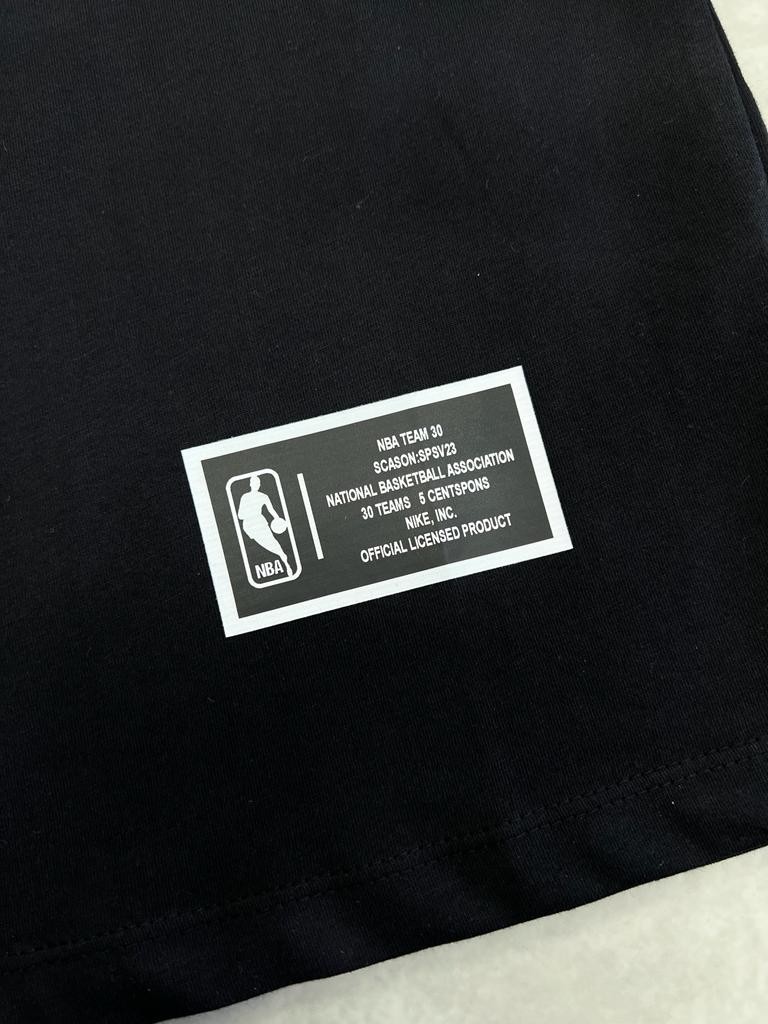 NBA TEAM 30
SCASON:SPSV23
NATIONAL BASKETBALL ASSOCIATION
30 TEAMS 5 CENTSPONS
NIKE, INC.
OFFICIAL LICENSED PRODUCT
NBA